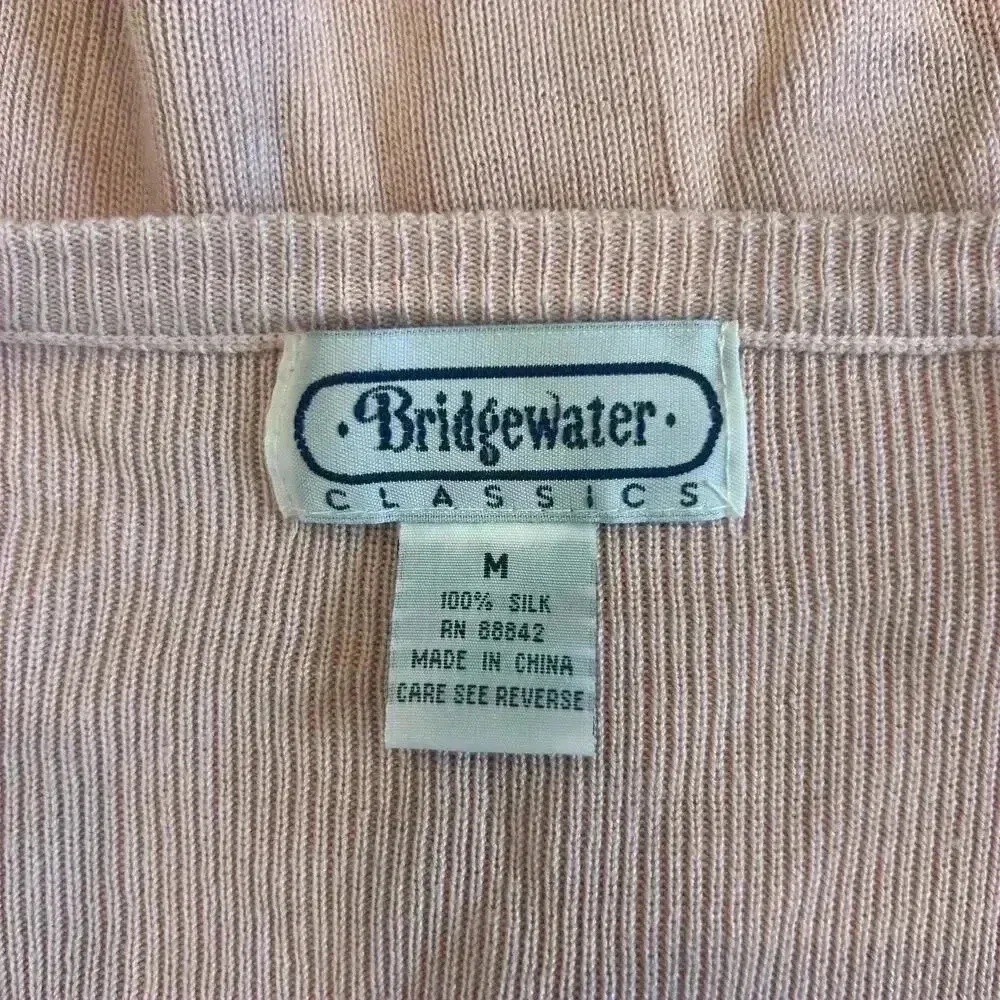 ·Bridgewater·
CLASSICS
M
100% SILK
RN 88842
MADE IN CHINA
CARE SEE REVERSE